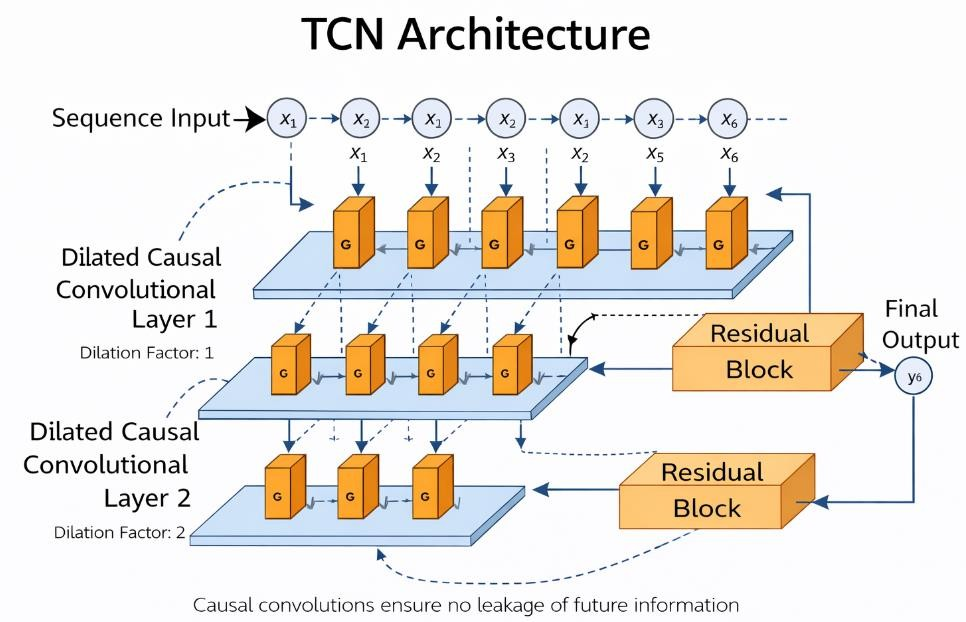 TCN Architecture
Sequence Input x₁ x₂ x₁ x₂ x₁ x₃ x₆
x₁ x₂ x₃ x₂ x₅ x₆
G G G G G G
Dilated Causal
Convolutional
Layer 1
Dilation Factor: 1
Final
Output
Residual
Block
y₆
G G G G
Dilated Causal
Convolutional
Layer 2
Dilation Factor: 2
Residual
Block
G G G
Causal convolutions ensure no leakage of future information